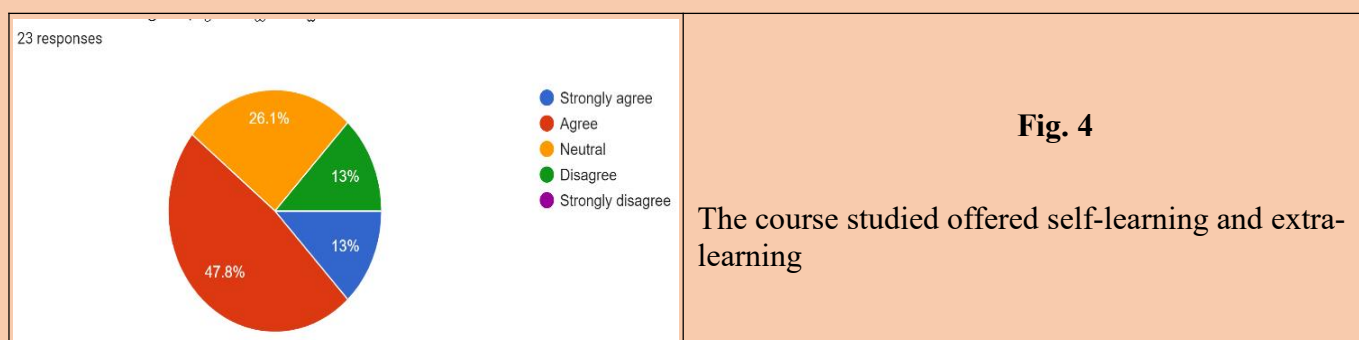 23 responses
26.1%
13%
13%
47.8%
Strongly agree
Agree
Neutral
Disagree
Strongly disagree
Fig. 4
The course studied offered self-learning and extra-
learning